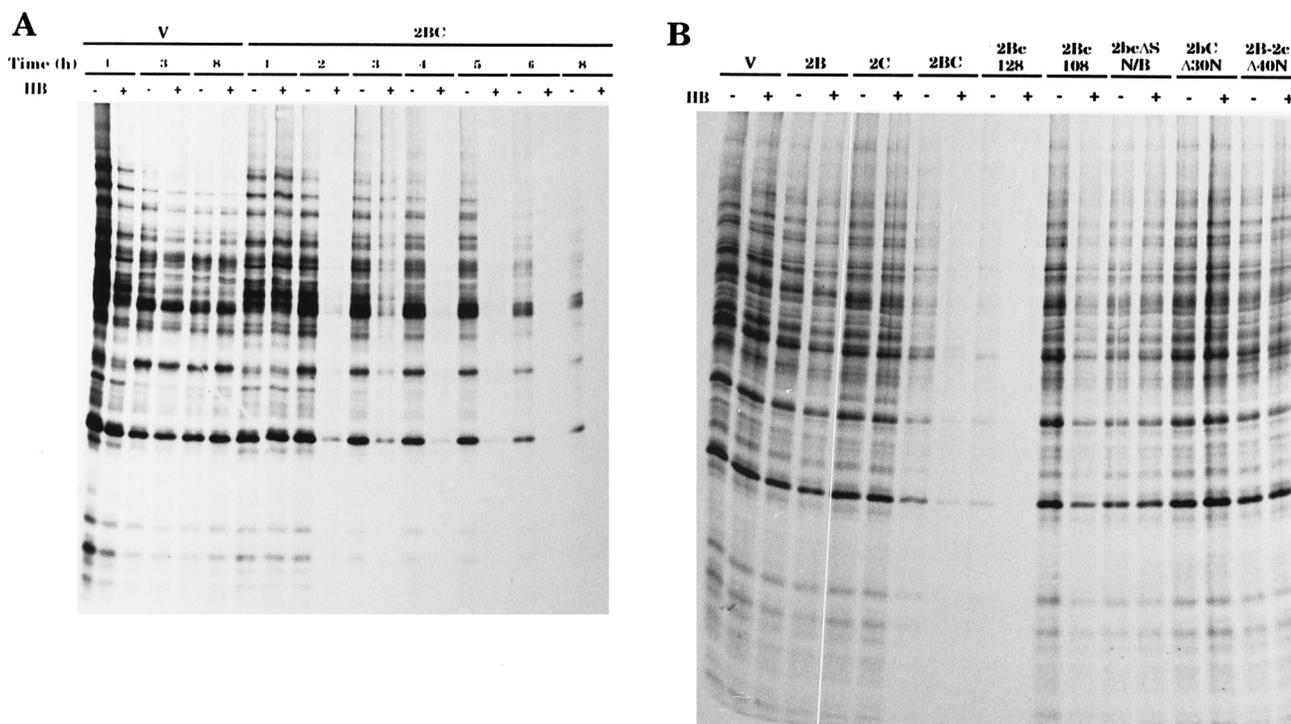 A
V 2BC
Time (h) 1 3 8 1 2 3 4 5 6 8
HB - + - + - + - + - + - + - + - + - + - +
B
V 2B 2C 2BC 2Bc 128 2Bc 108 2bcΔS N/B 2bC Δ30N 2B-2c Δ40N
HB - + - + - + - + - + - + - + - + - +